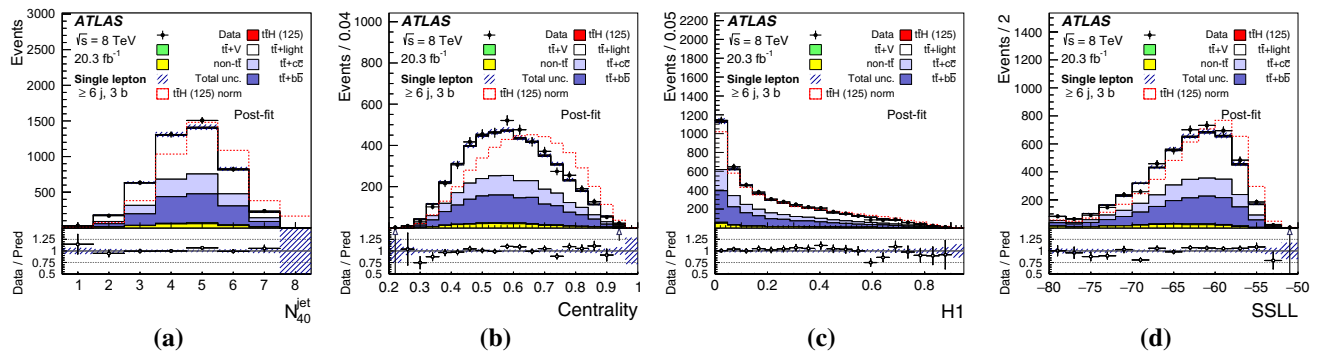 Events
3000
2500
2000
1500
1000
500
ATLAS
√s = 8 TeV
20.3 fb⁻¹
Single lepton
≥ 6 j, 3 b
Data
tt̄H (125)
tt̄+V
tt̄+light
non-tt̄
tt̄+cc̄
Total unc.
tt̄+bb̄
tt̄H (125) norm
Post-fit
Data / Pred
1.25
1
0.75
0.5
1 2 3 4 5 6 7 8
N₄₀ʲᵉᵗ
(a)
Events / 0.04
1000
800
600
400
200
ATLAS
√s = 8 TeV
20.3 fb⁻¹
Single lepton
≥ 6 j, 3 b
Data
tt̄H (125)
tt̄+V
tt̄+light
non-tt̄
tt̄+cc̄
Total unc.
tt̄+bb̄
tt̄H (125) norm
Post-fit
Data / Pred
1.25
1
0.75
0.5
0.2 0.3 0.4 0.5 0.6 0.7 0.8 0.9 1
Centrality
(b)
Events / 0.05
2200
2000
1800
1600
1400
1200
1000
800
600
400
200
ATLAS
√s = 8 TeV
20.3 fb⁻¹
Single lepton
≥ 6 j, 3 b
Data
tt̄H (125)
tt̄+V
tt̄+light
non-tt̄
tt̄+cc̄
Total unc.
tt̄+bb̄
tt̄H (125) norm
Post-fit
Data / Pred
1.25
1
0.75
0.5
0 0.2 0.4 0.6 0.8
H1
(c)
Events / 2
1400
1200
1000
800
600
400
200
ATLAS
√s = 8 TeV
20.3 fb⁻¹
Single lepton
≥ 6 j, 3 b
Data
tt̄H (125)
tt̄+V
tt̄+light
non-tt̄
tt̄+cc̄
Total unc.
tt̄+bb̄
tt̄H (125) norm
Post-fit
Data / Pred
1.25
1
0.75
0.5
−80 −75 −70 −65 −60 −55 −50
SSLL
(d)